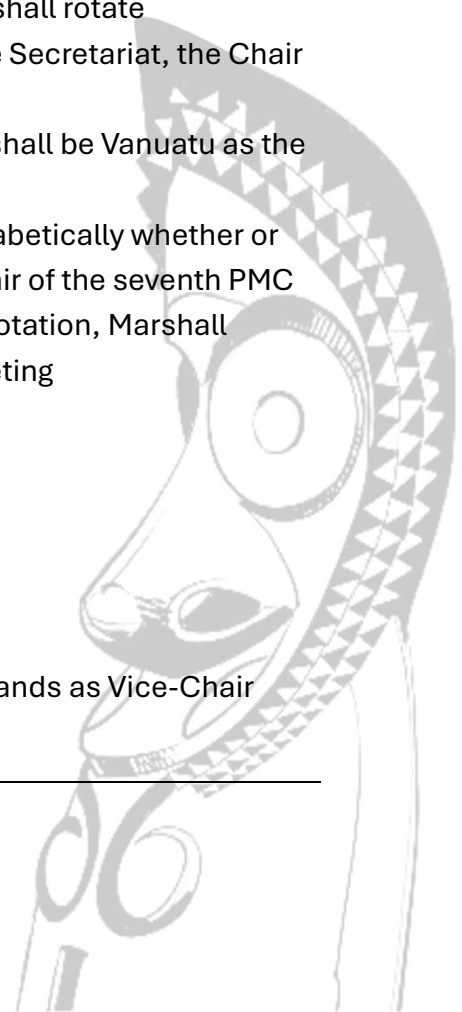 shall rotate
e Secretariat, the Chair
shall be Vanuatu as the
abetically whether or
air of the seventh PMC
otation, Marshall
eting
ands as Vice-Chair